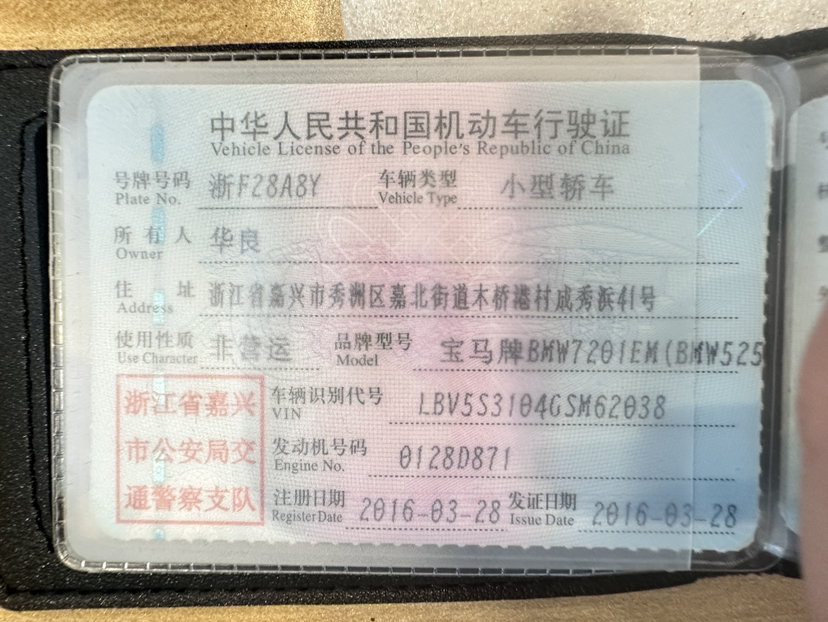 中华人民共和国机动车行驶证
Vehicle License of the People's Republic of China
号牌号码 浙F28A8Y 车辆类型 小型轿车
Plate No. Vehicle Type
所有人 华良
Owner
住址 浙江省嘉兴市秀洲区嘉北街道木桥港村成秀浜41号
Address
使用性质 非营运 品牌型号 宝马牌BMW7201EM(BMW525
Use Character Model
浙江省嘉兴
市公安局交
通警察支队
车辆识别代号 LBV5S3104GSM62038
VIN
发动机号码 0128D871
Engine No.
注册日期 2016-03-28 发证日期 2016-03-28
Register Date Issue Date